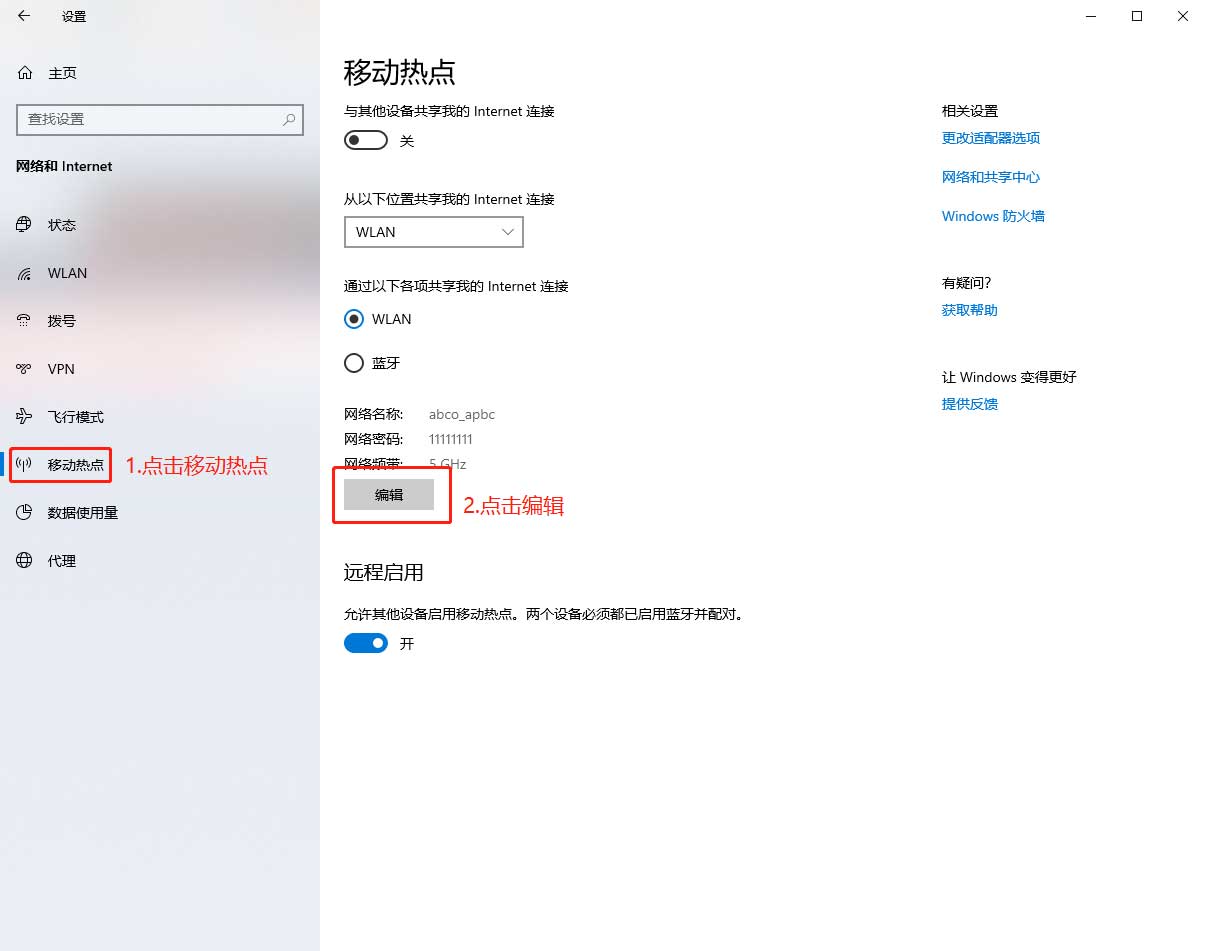 设置
主页
查找设置
网络和 Internet
状态
WLAN
拨号
VPN
飞行模式
移动热点
1.点击移动热点
数据使用量
代理
移动热点
与其他设备共享我的 Internet 连接
关
从以下位置共享我的 Internet 连接
WLAN
通过以下各项共享我的 Internet 连接
WLAN
蓝牙
网络名称: abco_apbc
网络密码: 11111111
网络频带: 5 GHz
编辑
2.点击编辑
远程启用
允许其他设备启用移动热点。两个设备必须都已启用蓝牙并配对。
开
相关设置
更改适配器选项
网络和共享中心
Windows 防火墙
有疑问?
获取帮助
让 Windows 变得更好
提供反馈